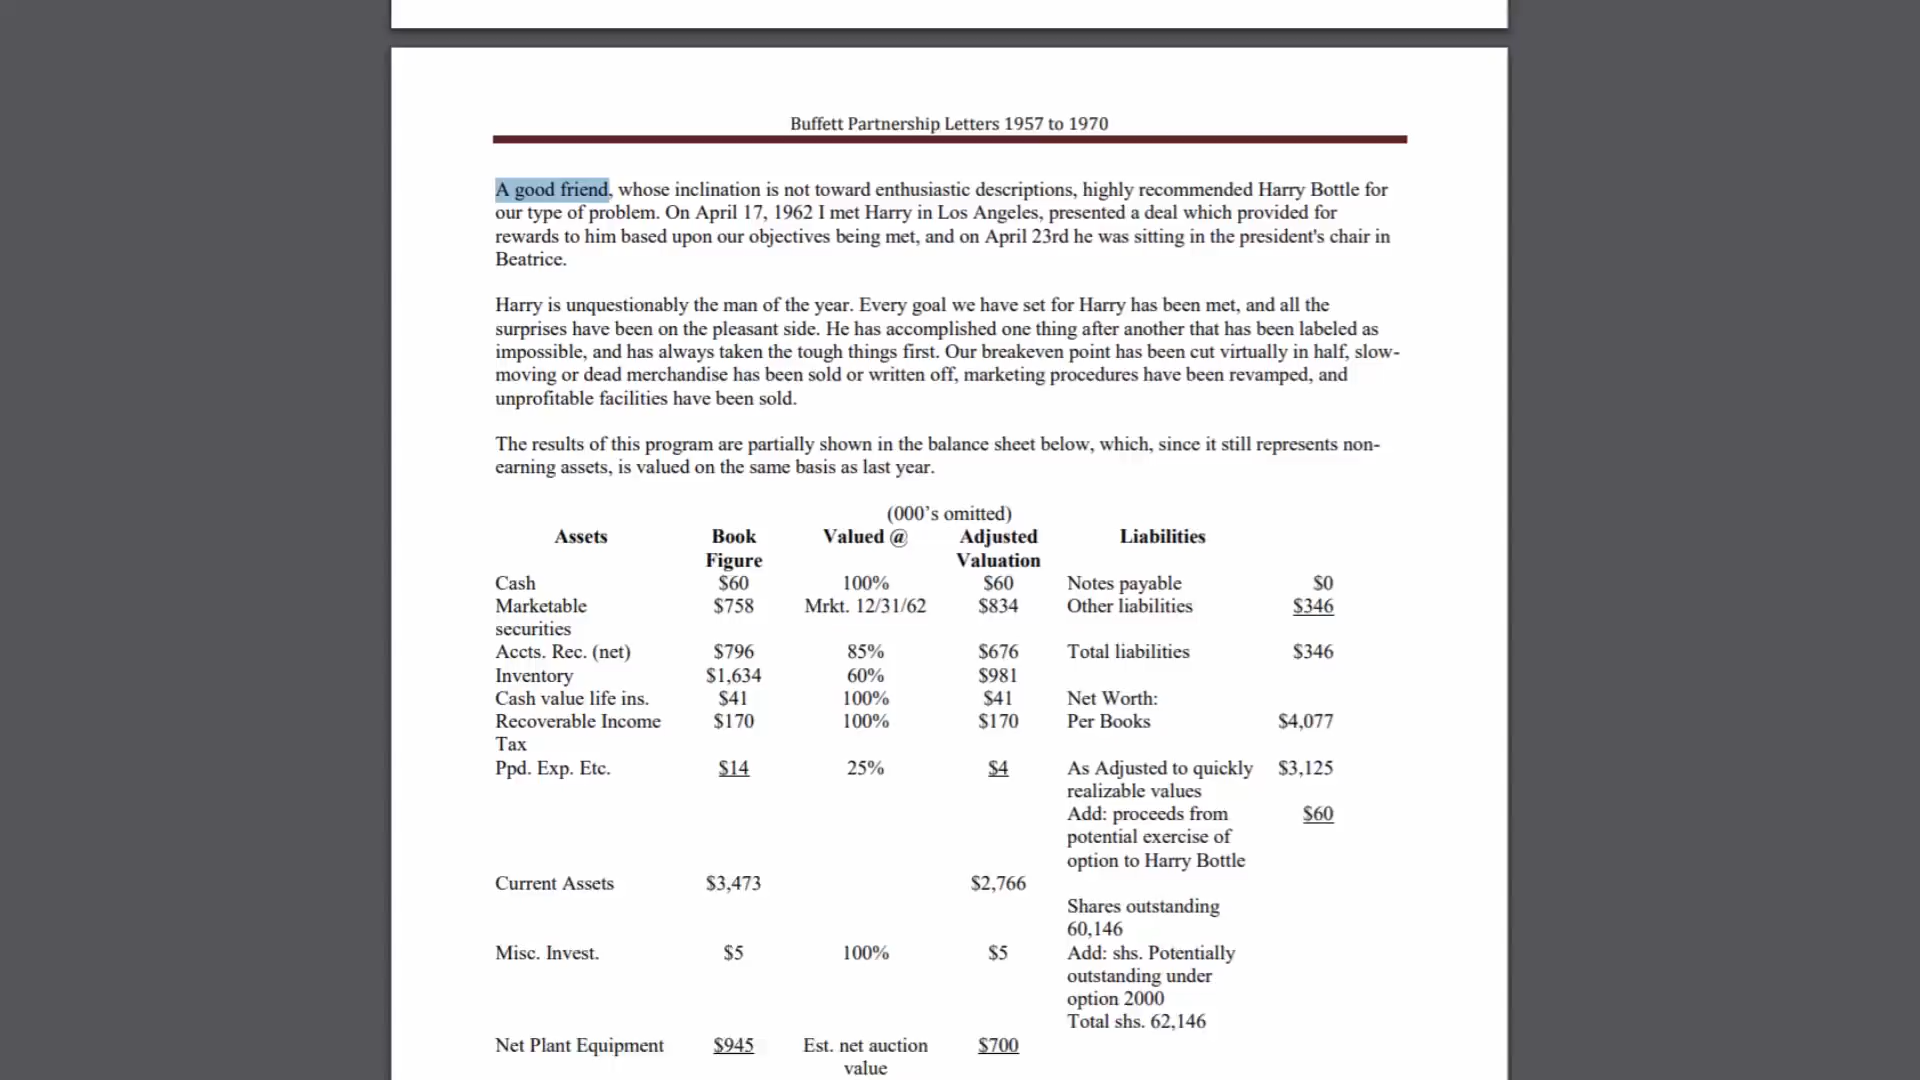 Buffett Partnership Letters 1957 to 1970
A good friend, whose inclination is not toward enthusiastic descriptions, highly recommended Harry Bottle for
our type of problem. On April 17, 1962 I met Harry in Los Angeles, presented a deal which provided for
rewards to him based upon our objectives being met, and on April 23rd he was sitting in the president's chair in
Beatrice.
Harry is unquestionably the man of the year. Every goal we have set for Harry has been met, and all the
surprises have been on the pleasant side. He has accomplished one thing after another that has been labeled as
impossible, and has always taken the tough things first. Our breakeven point has been cut virtually in half, slow-
moving or dead merchandise has been sold or written off, marketing procedures have been revamped, and
unprofitable facilities have been sold.
The results of this program are partially shown in the balance sheet below, which, since it still represents non-
earning assets, is valued on the same basis as last year.
(000’s omitted)
Assets Book Valued @ Adjusted Liabilities
Figure Valuation
Cash $60 100% $60 Notes payable $0
Marketable $758 Mrkt. 12/31/62 $834 Other liabilities $346
securities
Accts. Rec. (net) $796 85% $676 Total liabilities $346
Inventory $1,634 60% $981
Cash value life ins. $41 100% $41 Net Worth:
Recoverable Income $170 100% $170 Per Books $4,077
Tax
Ppd. Exp. Etc. $14 25% $4 As Adjusted to quickly $3,125
realizable values
Add: proceeds from $60
potential exercise of
option to Harry Bottle
Current Assets $3,473 $2,766
Shares outstanding
60,146
Misc. Invest. $5 100% $5 Add: shs. Potentially
outstanding under
option 2000
Total shs. 62,146
Net Plant Equipment $945 Est. net auction $700
value